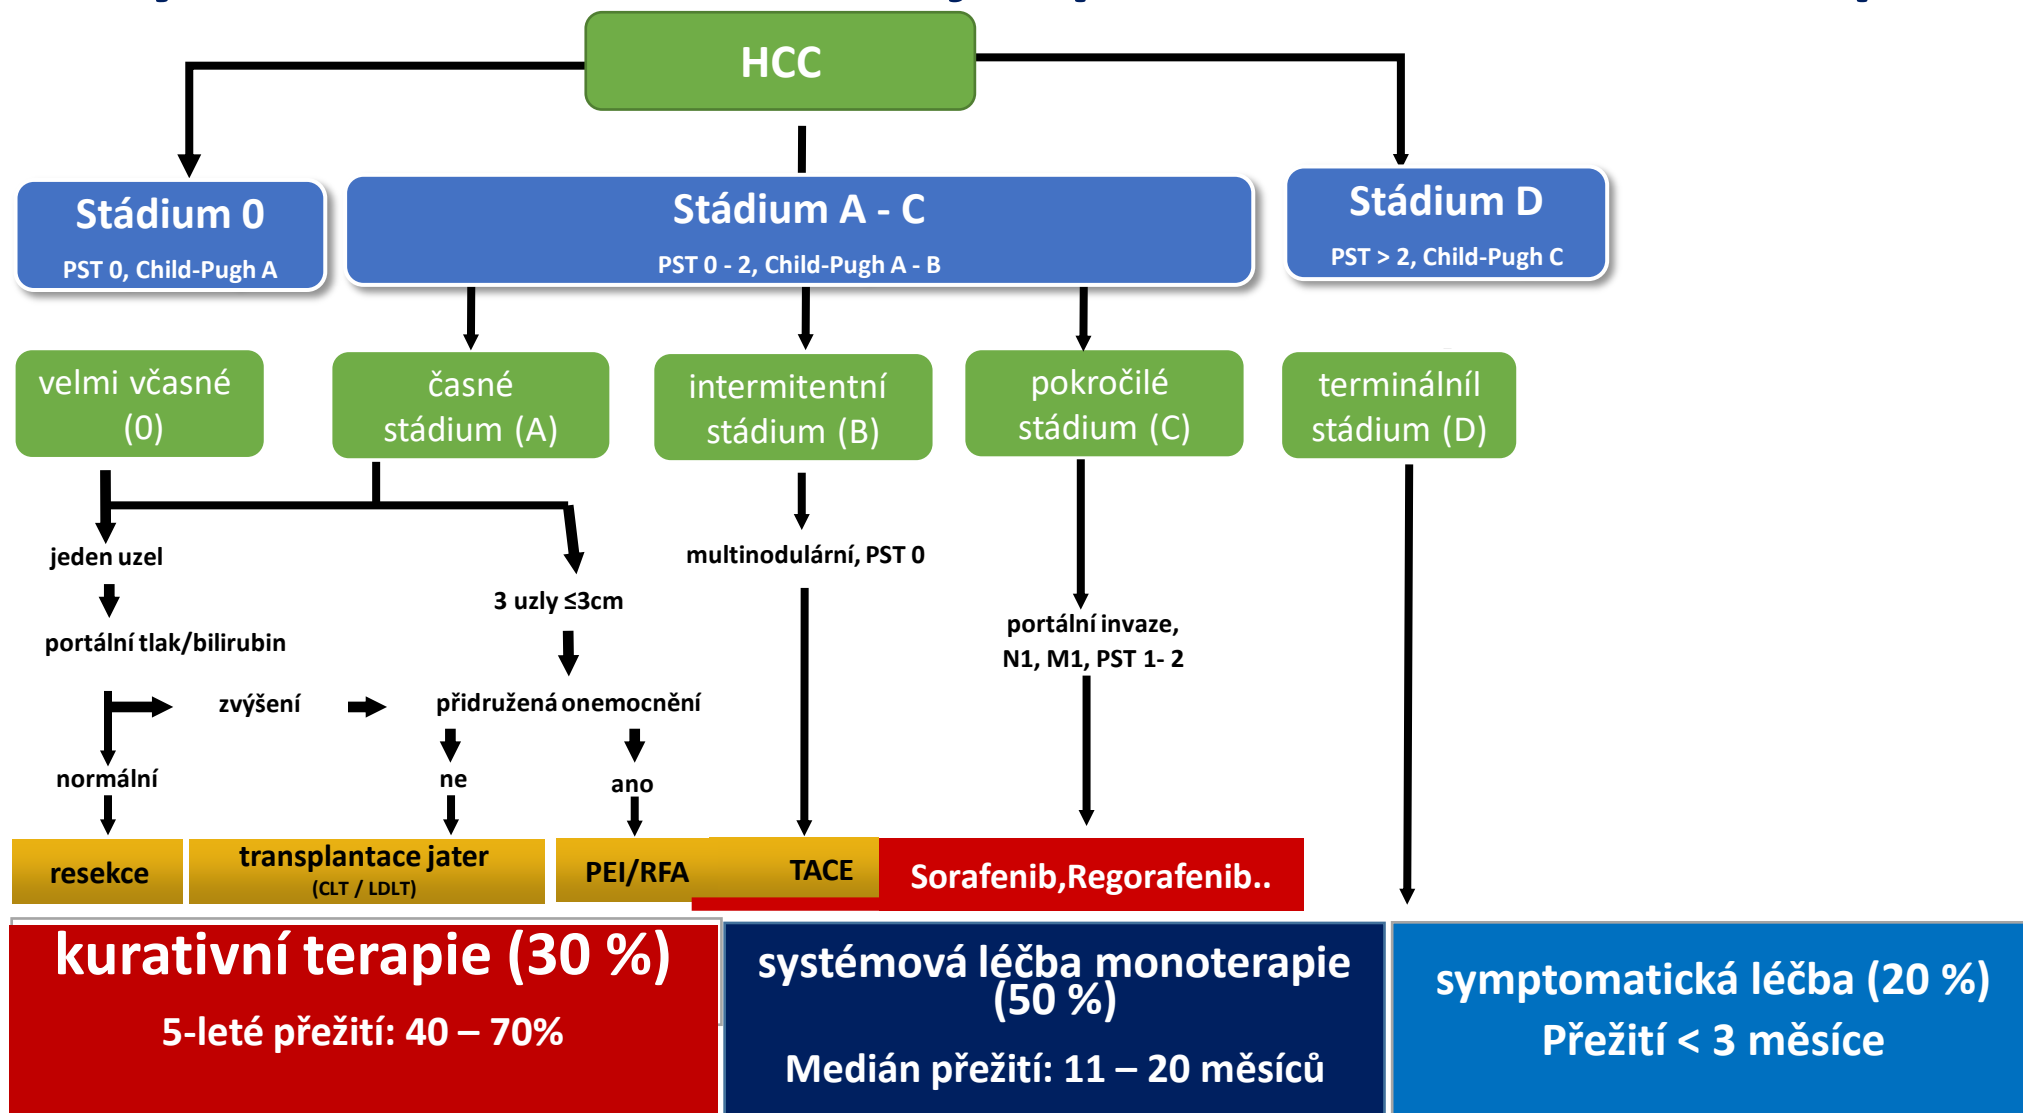 HCC
Stádium 0
PST 0, Child-Pugh A
Stádium A - C
PST 0 - 2, Child-Pugh A - B
Stádium D
PST > 2, Child-Pugh C
velmi včasné
(0)
časné
stádium (A)
intermitentní
stádium (B)
pokročilé
stádium (C)
terminálníl
stádium (D)
jeden uzel
multinodulární, PST 0
3 uzly ≤3cm
portální tlak/bilirubin
portální invaze,
N1, M1, PST 1- 2
zvýšení
přidružená onemocnění
normální
ne
ano
resekce
transplantace jater
(CLT / LDLT)
PEI/RFA
TACE
Sorafenib,Regorafenib..
kurativní terapie (30 %)
5-leté přežití: 40 – 70%
systémová léčba monoterapie
(50 %)
Medián přežití: 11 – 20 měsíců
symptomatická léčba (20 %)
Přežití < 3 měsíce